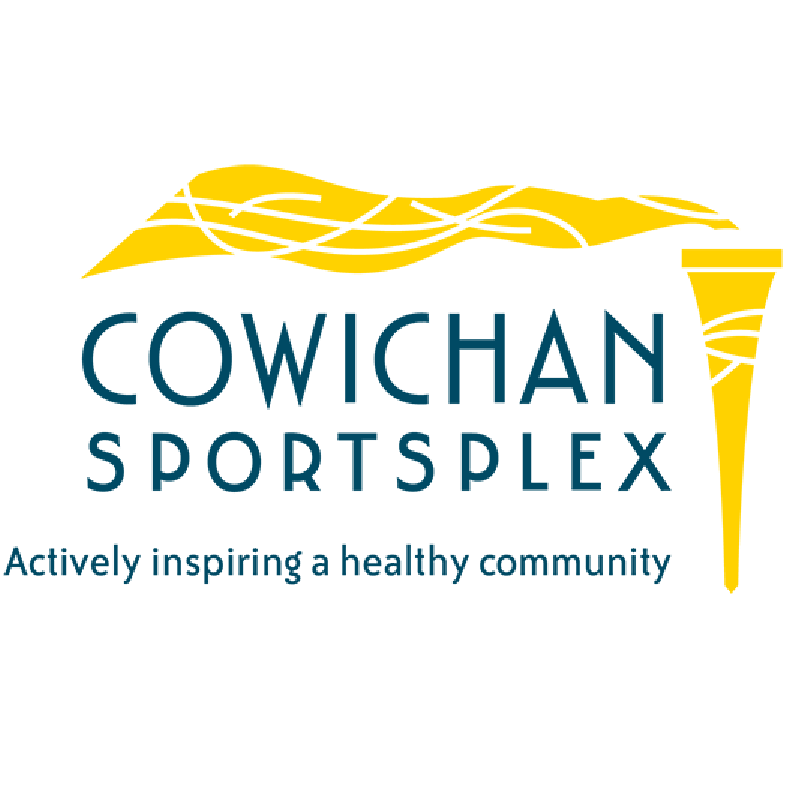 COWICHAN
SPORTSPLEX
Actively inspiring a healthy community